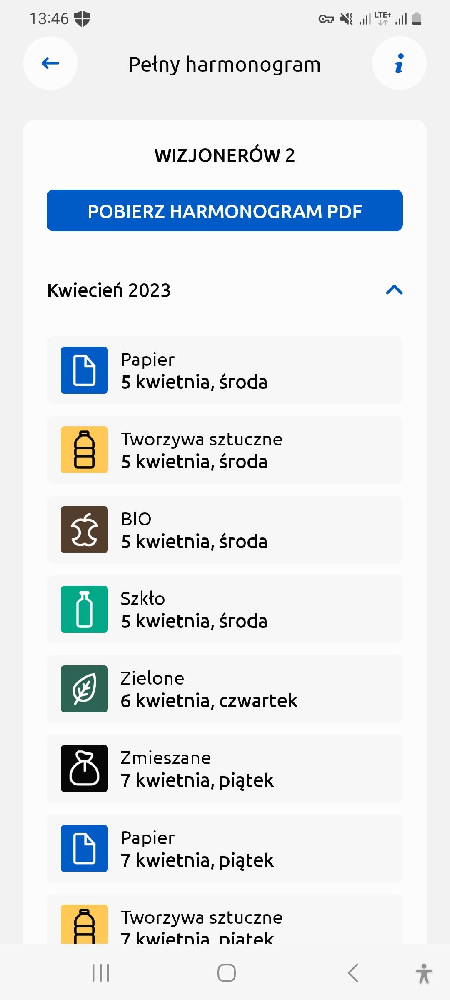 13:46
LTE+
Pełny harmonogram
WIZJONERÓW 2
POBIERZ HARMONOGRAM PDF
Kwiecień 2023
Papier
5 kwietnia, środa
Tworzywa sztuczne
5 kwietnia, środa
BIO
5 kwietnia, środa
Szkło
5 kwietnia, środa
Zielone
6 kwietnia, czwartek
Zmieszane
7 kwietnia, piątek
Papier
7 kwietnia, piątek
Tworzywa sztuczne
7 kwietnia, piątek